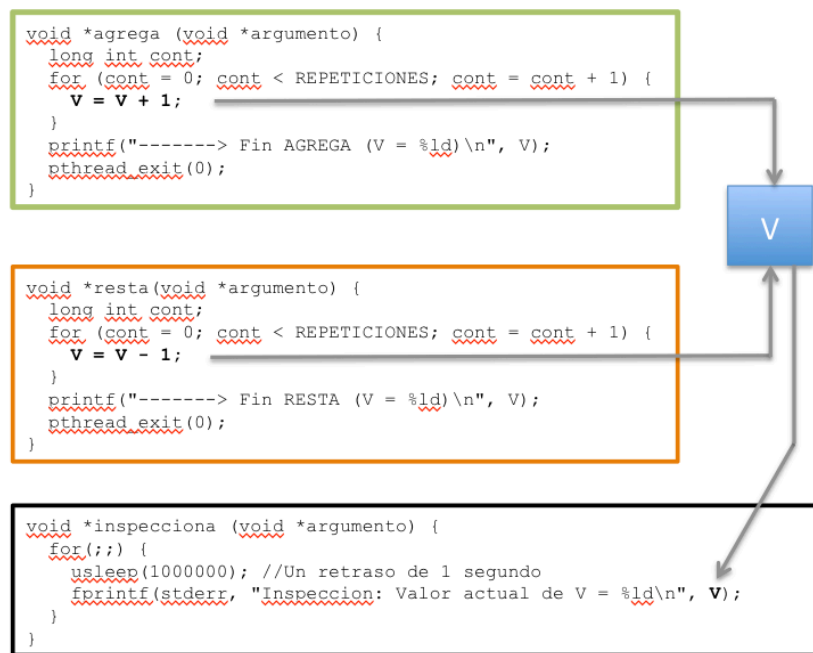 void *agrega (void *argumento) {
long int cont;
for (cont = 0; cont < REPETICIONES; cont = cont + 1) {
V = V + 1;
}
printf("-------> Fin AGREGA (V = %ld)\n", V);
pthread_exit(0);
}
V
void *resta(void *argumento) {
long int cont;
for (cont = 0; cont < REPETICIONES; cont = cont + 1) {
V = V - 1;
}
printf("-------> Fin RESTA (V = %ld)\n", V);
pthread_exit(0);
}
void *inspecciona (void *argumento) {
for(;;) {
usleep(1000000); //Un retraso de 1 segundo
fprintf(stderr, "Inspeccion: Valor actual de V = %ld\n", V);
}
}